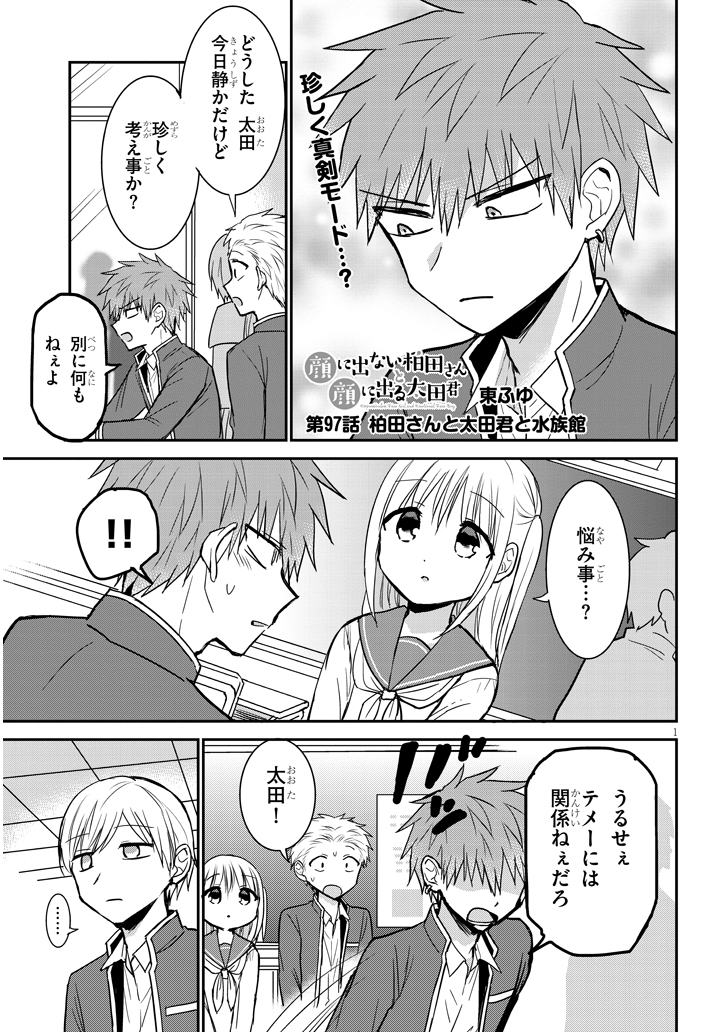 珍しく真剣モード…?
顔に出ない柏田さん
と
顔に出る太田君
東ふゆ
第97話 柏田さんと太田君と水族館
どうした 太田
今日静かだけど
珍しく
考え事か?
別に何も
ねぇよ
悩み事…?
!!
1
うるせぇ
テメーには
関係ねぇだろ
太田!
……